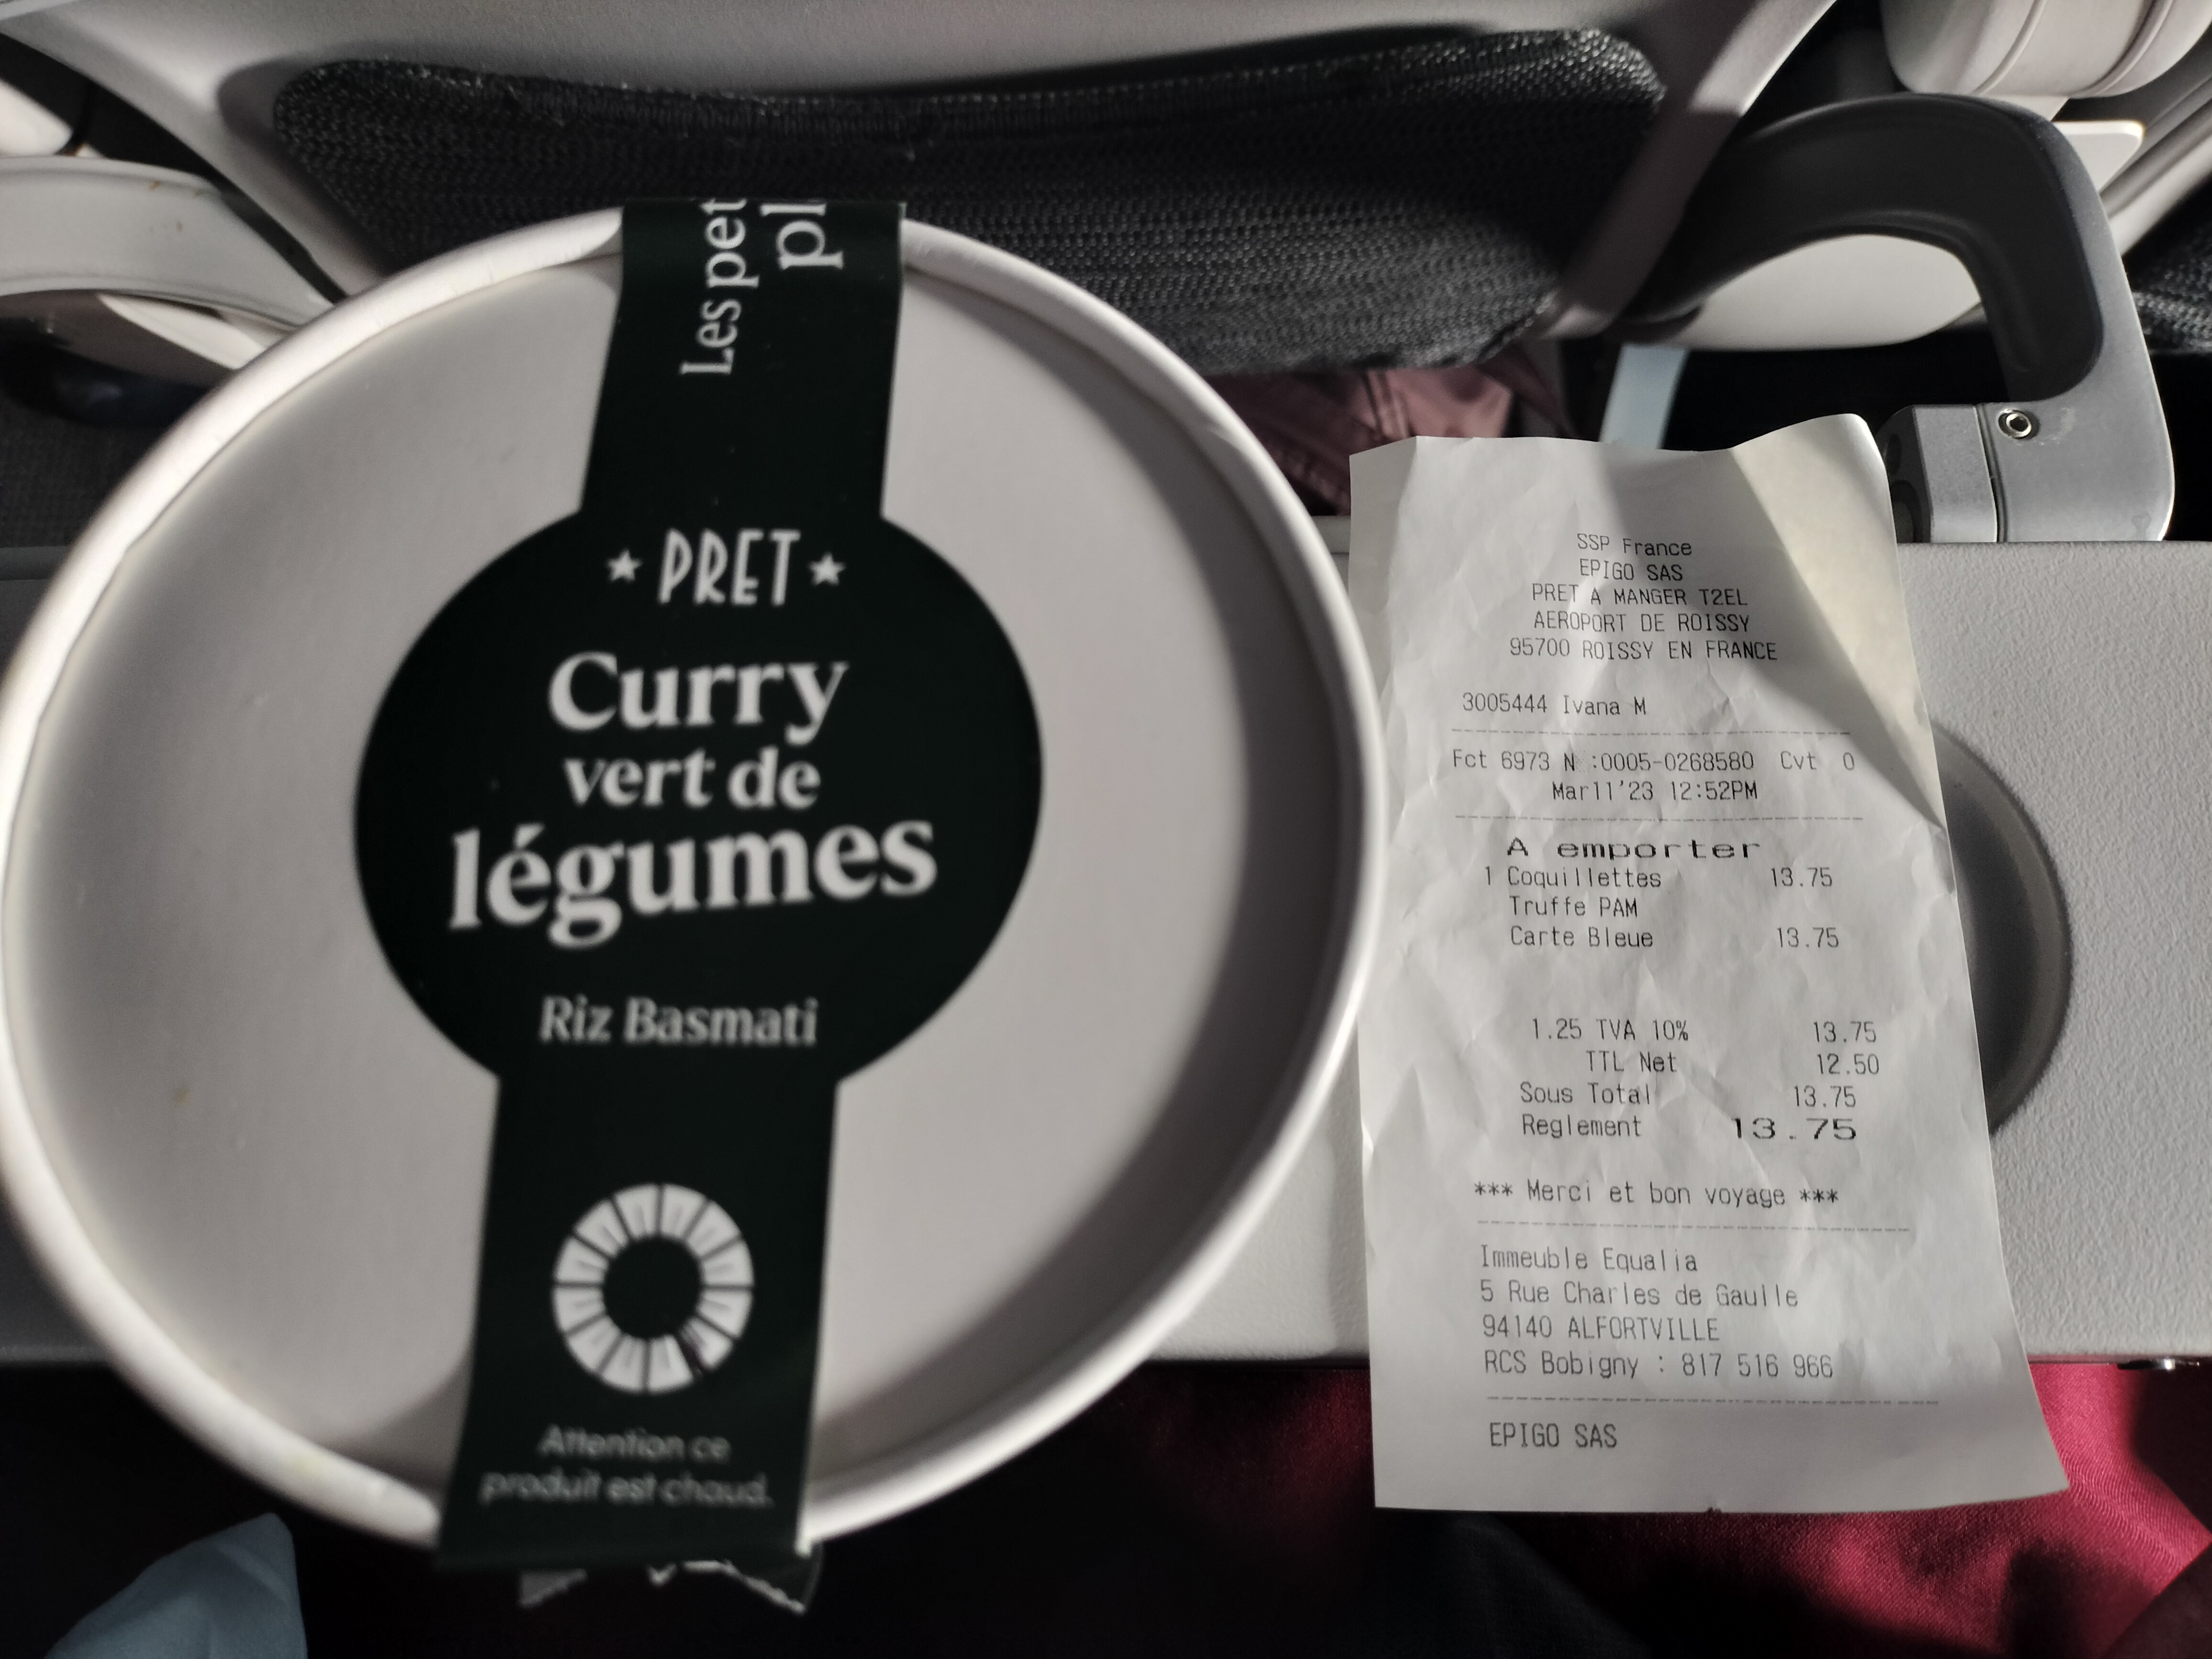 Les pet
pl
PRET
Curry
vert de
légumes
Riz Basmati
Attention ce
produit est chaud.
SSP France
EPIGO SAS
PRET A MANGER T2EL
AEROPORT DE ROISSY
95700 ROISSY EN FRANCE
3005444 Ivana M
Fct 6973 N :0005-0268580 Cvt 0
Mar11'23 12:52PM
A emporter
1 Coquillettes 13.75
Truffe PAM
Carte Bleue 13.75
1.25 TVA 10% 13.75
TTL Net 12.50
Sous Total 13.75
Reglement 13.75
*** Merci et bon voyage ***
Immeuble Equalia
5 Rue Charles de Gaulle
94140 ALFORTVILLE
RCS Bobigny : 817 516 966
EPIGO SAS